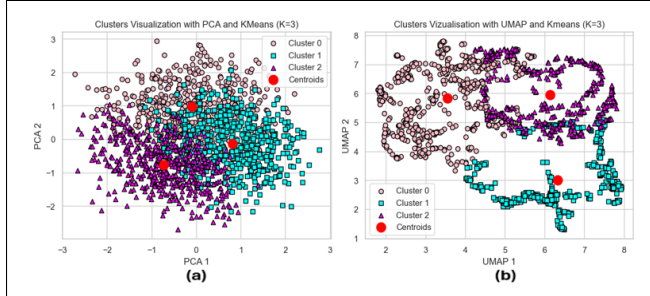 Clusters Visualization with PCA and KMeans (K=3)
Cluster 0
Cluster 1
Cluster 2
Centroids
PCA 2
3
2
1
0
−1
−2
−3
−2
−1
0
1
2
3
PCA 1
(a)
Clusters Vizualisation with UMAP and Kmeans (K=3)
UMAP 2
8
7
6
5
4
3
2
1
Cluster 0
Cluster 1
Cluster 2
Centroids
2
3
4
5
6
7
8
UMAP 1
(b)